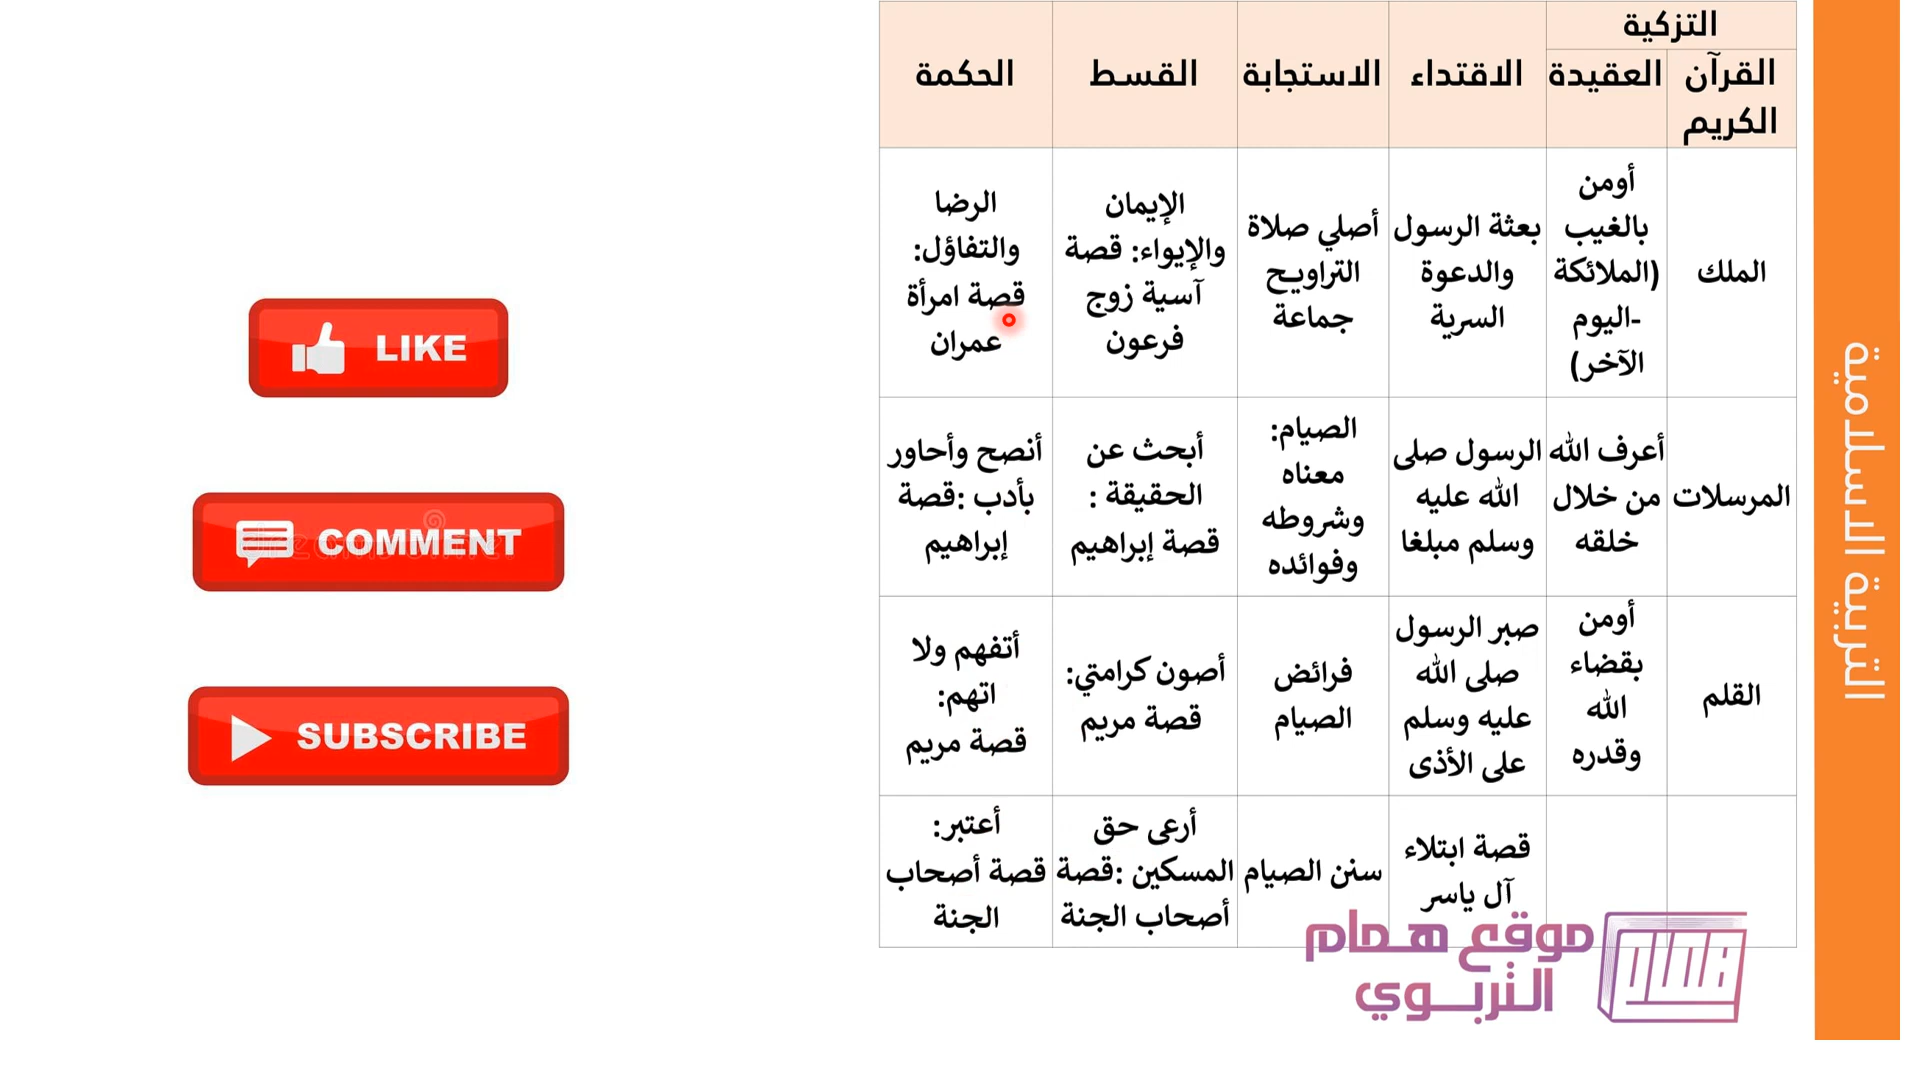 التزكية
القرآن
الكريم
العقيدة
الاقتداء
الاستجابة
القسط
الحكمة
الملك
أومن
بالغيب
(الملائكة
-اليوم
الآخر)
بعثة الرسول
والدعوة
السرية
أصلي صلاة
التراويح
جماعة
الإيمان
والإيواء: قصة
آسية زوج
فرعون
الرضا
والتفاؤل:
قصة امرأة
عمران
المرسلات
أعرف الله
من خلال
خلقه
الرسول صلى
الله عليه
وسلم مبلغا
الصيام:
معناه
وشروطه
وفوائده
أبحث عن
الحقيقة :
قصة إبراهيم
أنصح وأحاور
بأدب :قصة
إبراهيم
القلم
أومن
بقضاء
الله
وقدره
صبر الرسول
صلى الله
عليه وسلم
على الأذى
فرائض
الصيام
أصون كرامتي:
قصة مريم
أتفهم ولا
اتهم:
قصة مريم
قصة ابتلاء
آل ياسر
سنن الصيام
أرعى حق
المسكين :قصة
أصحاب الجنة
أعتبر:
قصة أصحاب
الجنة
التربية الاسلامية
LIKE
COMMENT
SUBSCRIBE
موقع همام
التربوي